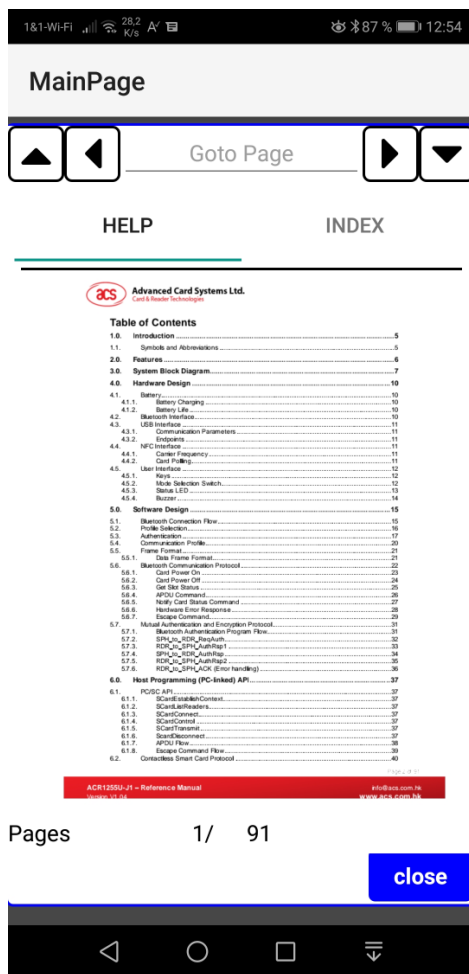 1&1-Wi-Fi 28,2 K/s 87 % 12:54
MainPage
Goto Page
HELP INDEX
acs Advanced Card Systems Ltd.
Card & Reader Technologies
Table of Contents
1.0. Introduction 5
1.1. Symbols and Abbreviations 5
2.0. Features 6
3.0. System Block Diagram 7
4.0. Hardware Design 10
4.1. Battery 10
4.1.1. Battery Charging 10
4.1.2. Battery Life 10
4.2. Bluetooth Interface 10
4.3. USB Interface 11
4.3.1. Communication Parameters 11
4.3.2. Endpoints 11
4.4. NFC Interface 11
4.4.1. Carrier Frequency 11
4.4.2. Card Polling 11
4.5. User Interface 12
4.5.1. Keys 12
4.5.2. Mode Selection Switch 12
4.5.3. Status LED 13
4.5.4. Buzzer 14
5.0. Software Design 15
5.1. Bluetooth Connection Flow 15
5.2. Profile Selection 16
5.3. Authentication 17
5.4. Communication Profile 20
5.5. Frame Format 21
5.5.1. Data Frame Format 21
5.6. Bluetooth Communication Protocol 22
5.6.1. Card Power On 23
5.6.2. Card Power Off 24
5.6.3. Get Slot Status 25
5.6.4. APDU Command 26
5.6.5. Notify Card Status Command 27
5.6.6. Hardware Error Response 28
5.6.7. Escape Command 29
5.7. Mutual Authentication and Encryption Protocol 31
5.7.1. Bluetooth Authentication Program Flow 31
5.7.2. SPH_to_RDR_ReqAuth 32
5.7.3. RDR_to_SPH_AuthRsp1 33
5.7.4. SPH_to_RDR_AuthRsp 34
5.7.5. RDR_to_SPH_AuthRsp2 35
5.7.6. RDR_to_SPH_ACK (Error handling) 36
6.0. Host Programming (PC-linked) API 37
6.1. PC/SC API 37
6.1.1. SCardEstablishContext 37
6.1.2. SCardListReaders 37
6.1.3. SCardConnect 37
6.1.4. SCardControl 37
6.1.5. SCardTransmit 37
6.1.6. ScardDisconnect 37
6.1.7. APDU Flow 38
6.1.8. Escape Command Flow 39
6.2. Contactless Smart Card Protocol 40
ACR1255U-J1 – Reference Manual info@acs.com.hk
Version V1.04 www.acs.com.hk
Pages 1/ 91
close